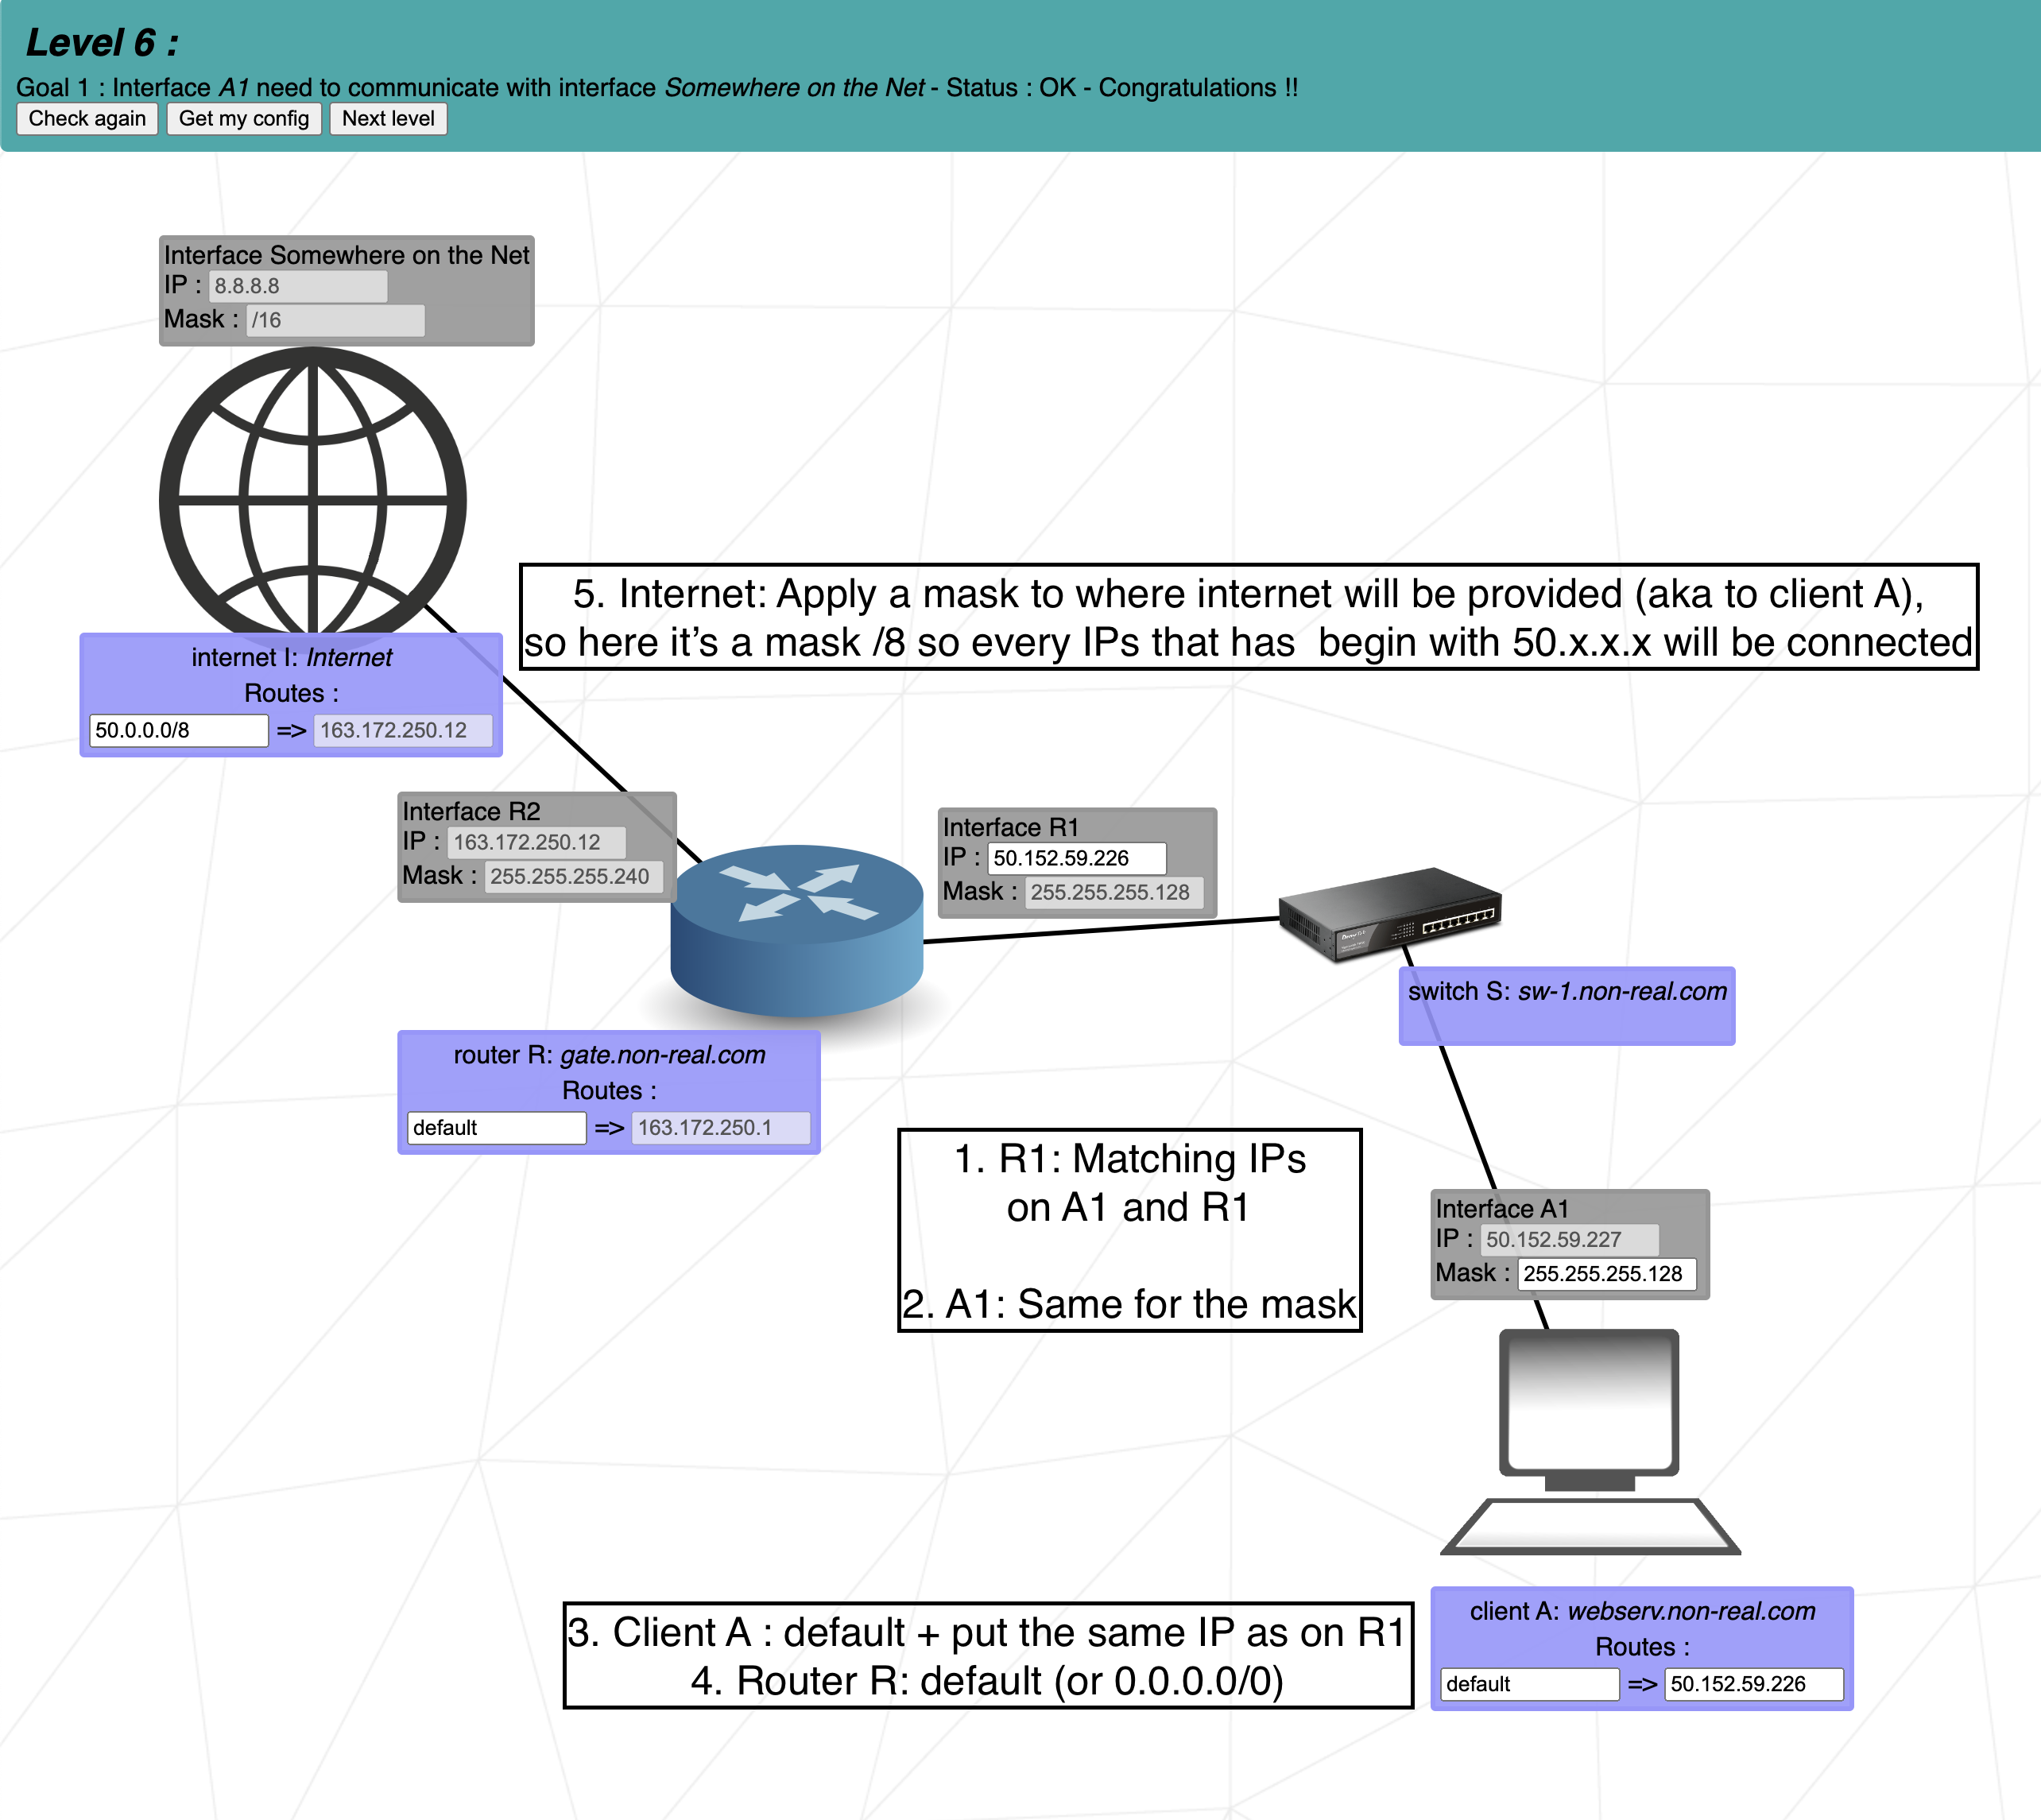 Level 6 :
Goal 1 : Interface A1 need to communicate with interface Somewhere on the Net - Status : OK - Congratulations !!
Check again Get my config Next level
Interface Somewhere on the Net
IP : 8.8.8.8
Mask : /16
5. Internet: Apply a mask to where internet will be provided (aka to client A),
so here it’s a mask /8 so every IPs that has begin with 50.x.x.x will be connected
internet I: Internet
Routes :
50.0.0.0/8 => 163.172.250.12
Interface R2
IP : 163.172.250.12
Mask : 255.255.255.240
Interface R1
IP : 50.152.59.226
Mask : 255.255.255.128
switch S: sw-1.non-real.com
router R: gate.non-real.com
Routes :
default => 163.172.250.1
1. R1: Matching IPs
on A1 and R1
2. A1: Same for the mask
Interface A1
IP : 50.152.59.227
Mask : 255.255.255.128
3. Client A : default + put the same IP as on R1
4. Router R: default (or 0.0.0.0/0)
client A: webserv.non-real.com
Routes :
default => 50.152.59.226